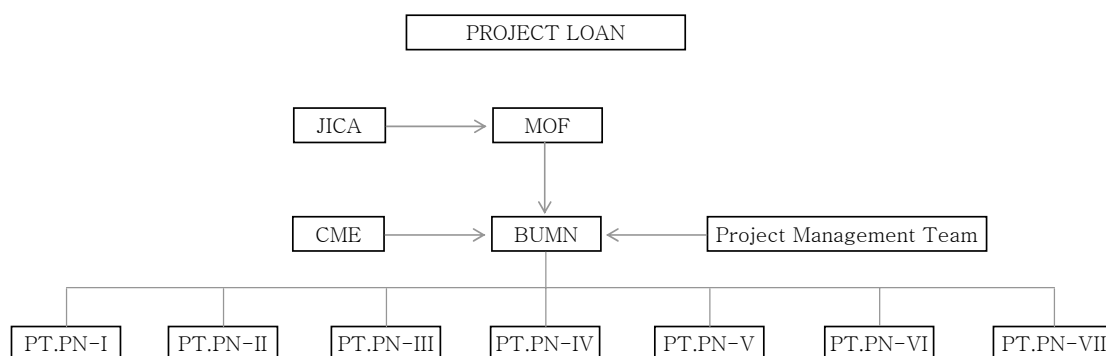 PROJECT LOAN
JICA
MOF
CME
BUMN
Project Management Team
PT.PN-I
PT.PN-II
PT.PN-III
PT.PN-IV
PT.PN-V
PT.PN-VI
PT.PN-VII